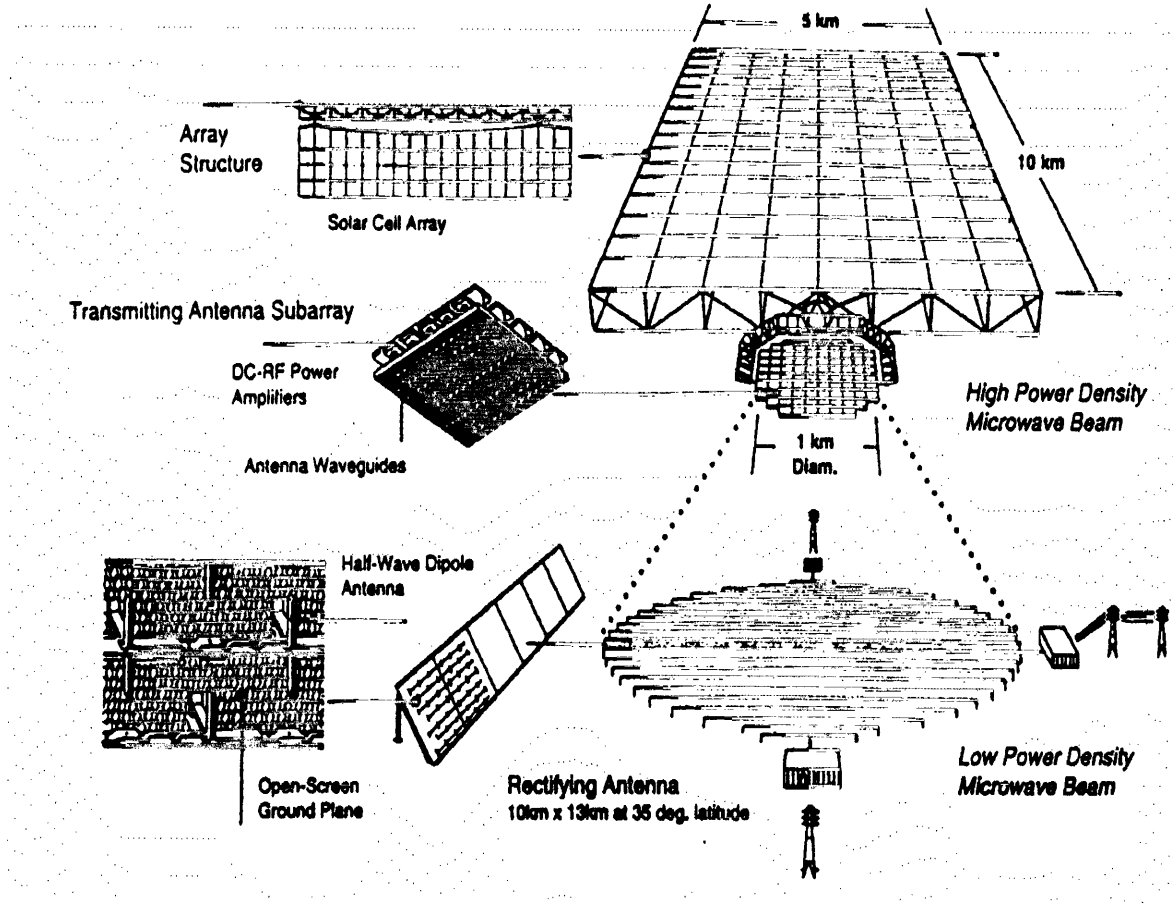 5 km
Array
Structure
10 km
Solar Cell Array
Transmitting Antenna Subarray
DC-RF Power
Amplifiers
High Power Density
Microwave Beam
1 km
Diam.
Antenna Waveguides
Half-Wave Dipole
Antenna
Open-Screen
Ground Plane
Rectifying Antenna
10km x 13km at 35 deg. latitude
Low Power Density
Microwave Beam